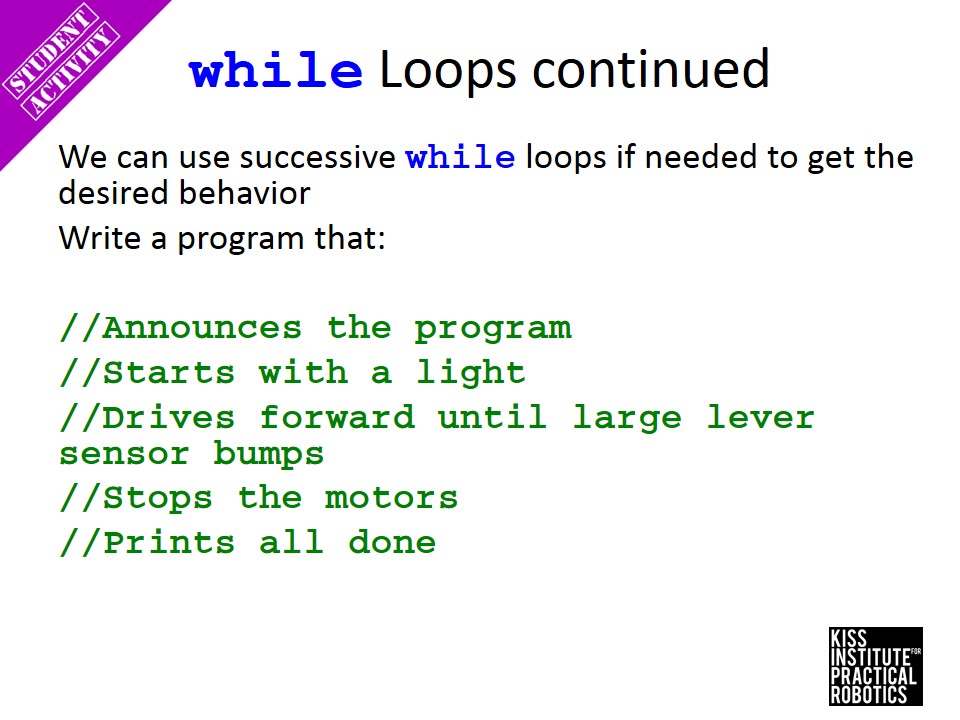 STUDENT
ACTIVITY
while Loops continued
We can use successive while loops if needed to get the
desired behavior
Write a program that:
//Announces the program
//Starts with a light
//Drives forward until large lever
sensor bumps
//Stops the motors
//Prints all done
KISS
INSTITUTE FOR
PRACTICAL
ROBOTICS